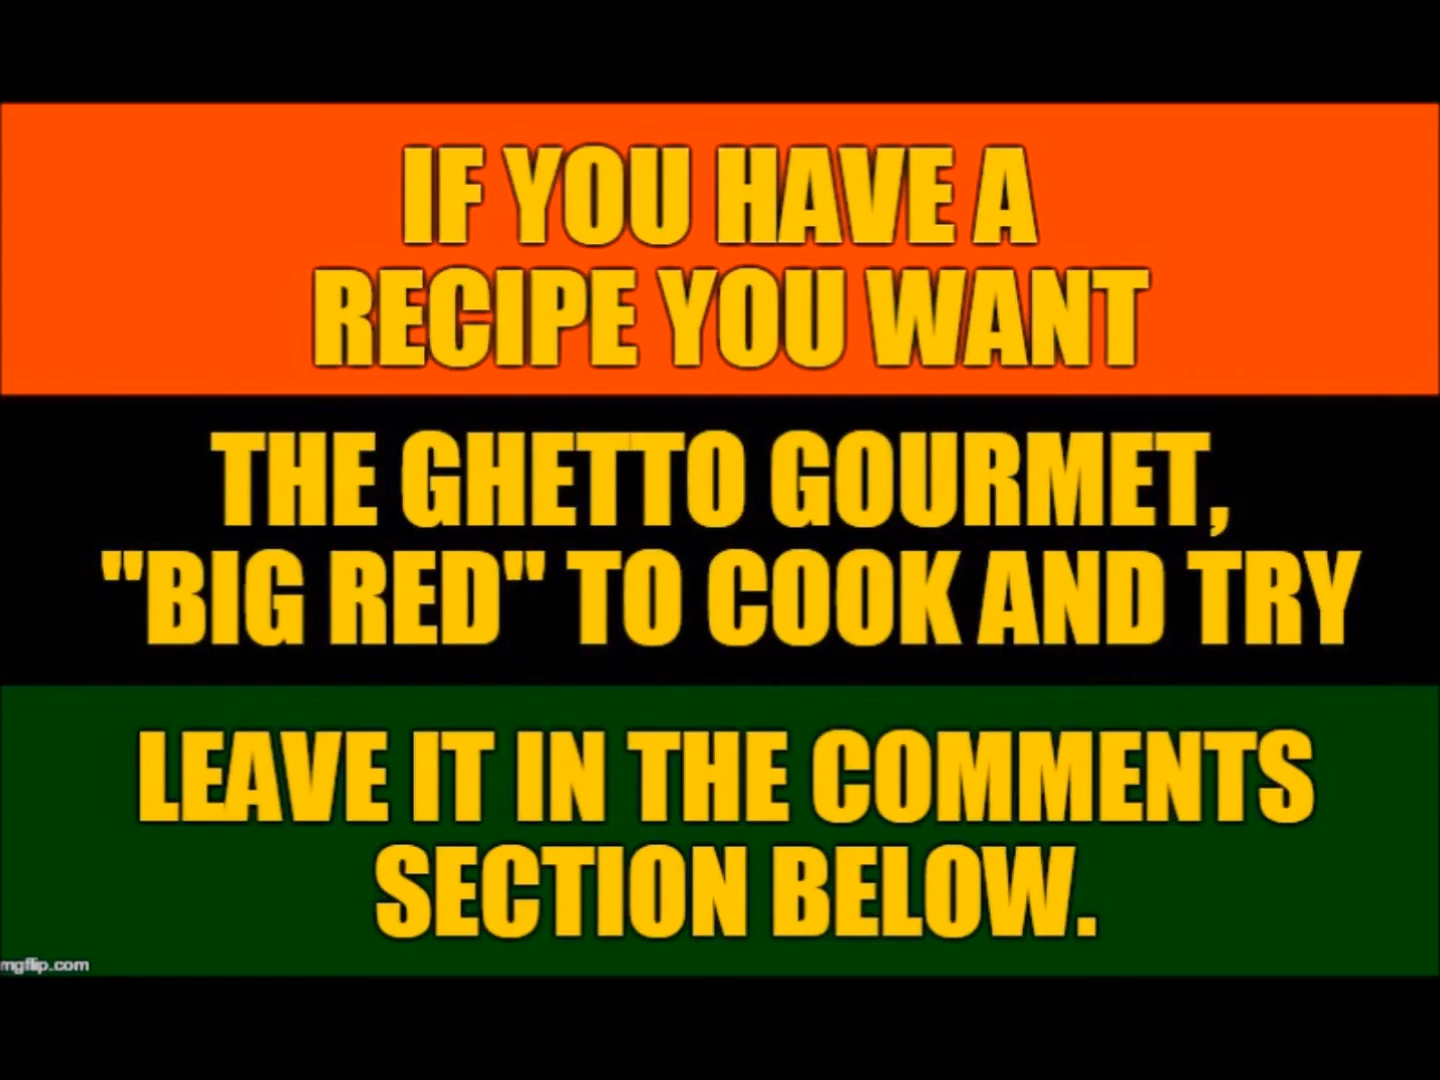 IF YOU HAVE A
RECIPE YOU WANT
THE GHETTO GOURMET,
"BIG RED" TO COOK AND TRY
LEAVE IT IN THE COMMENTS
SECTION BELOW.
mgflip.com